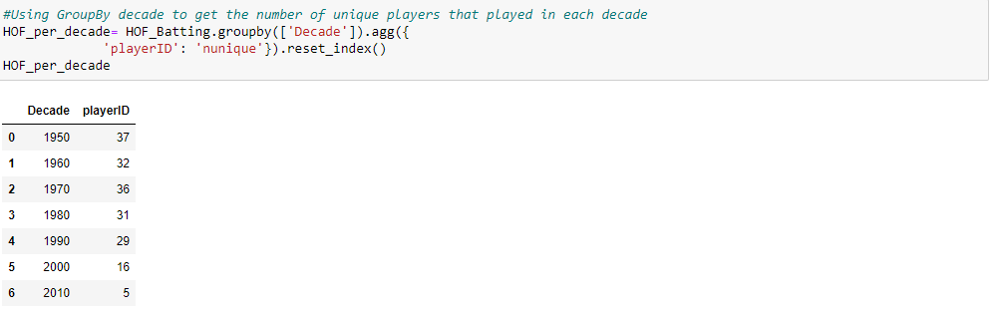 #Using GroupBy decade to get the number of unique players that played in each decade
HOF_per_decade= HOF_Batting.groupby(['Decade']).agg({
'playerID': 'nunique'}).reset_index()
HOF_per_decade
Decade playerID
0 1950 37
1 1960 32
2 1970 36
3 1980 31
4 1990 29
5 2000 16
6 2010 5